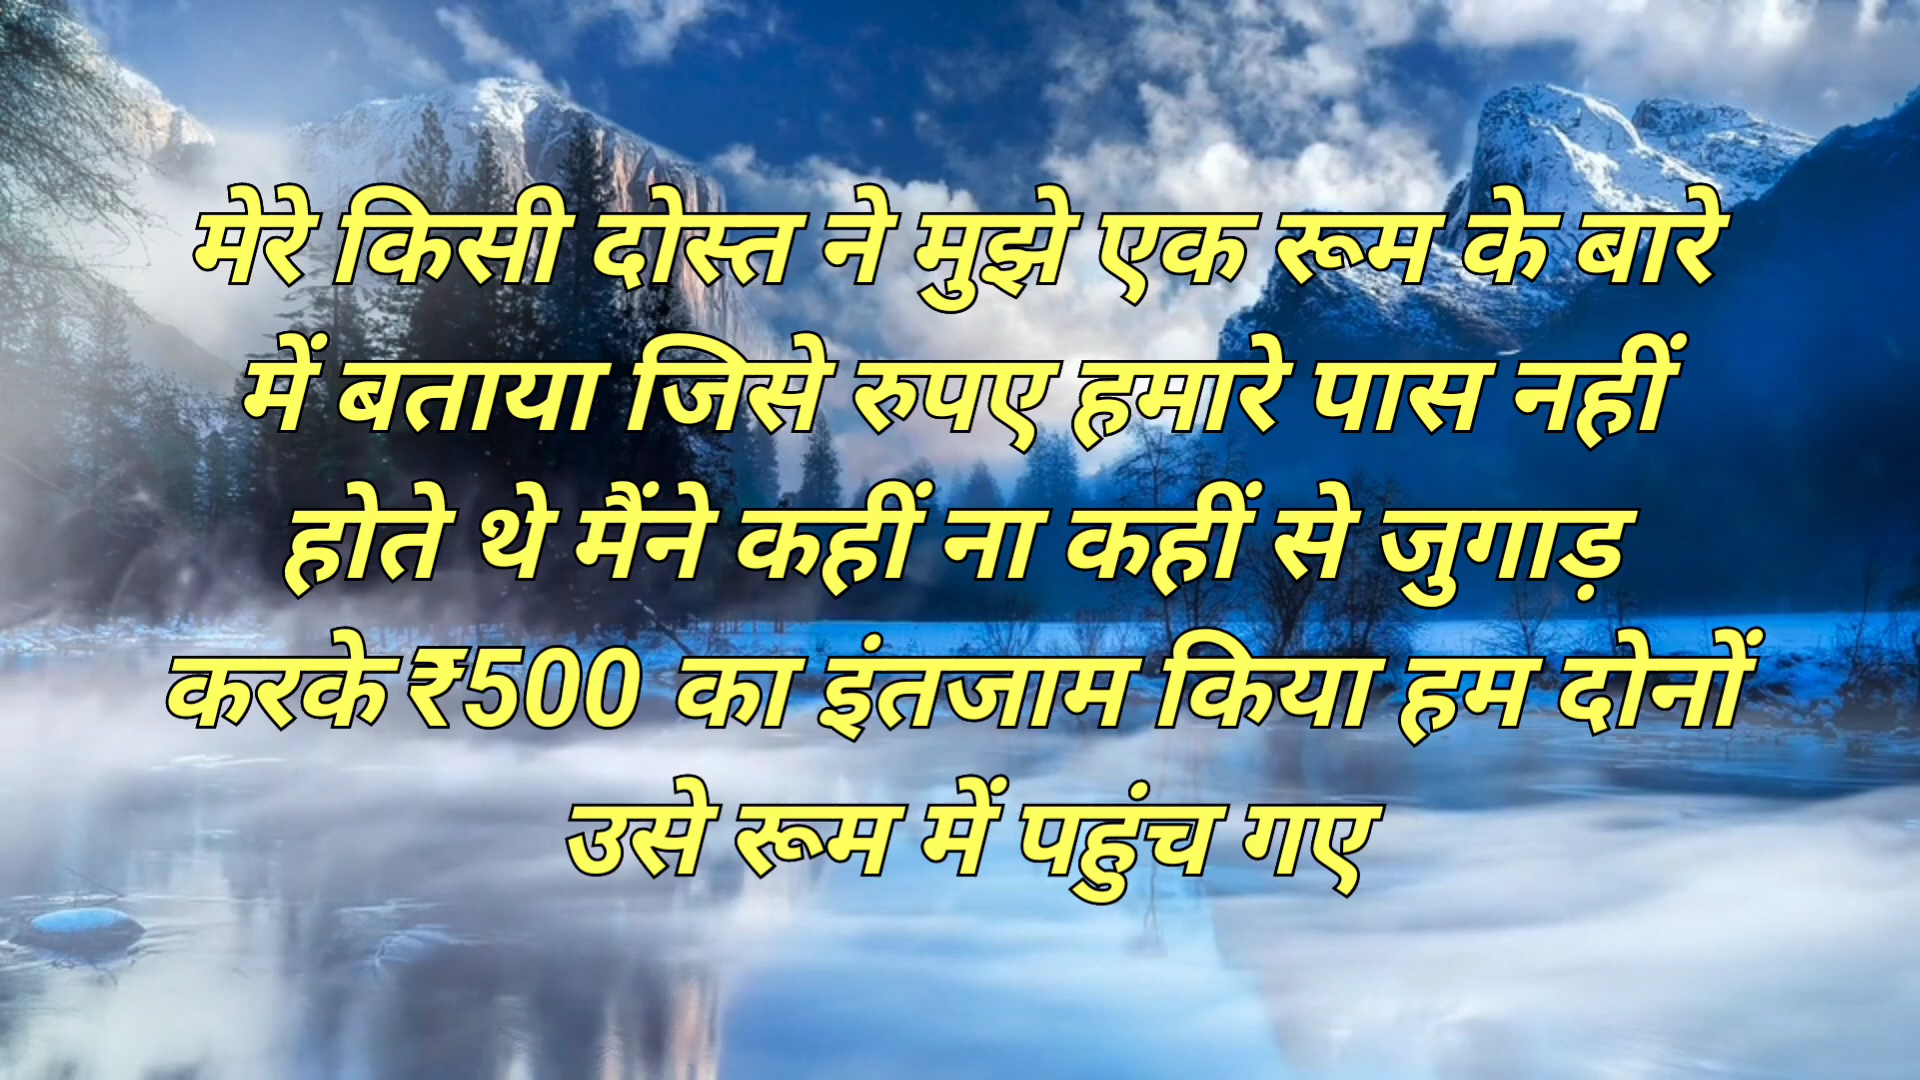 मेरे किसी दोस्त ने मुझे एक रूम के बारे
में बताया जिसे रुपए हमारे पास नहीं
होते थे मैंने कहीं ना कहीं से जुगाड़
करके ₹500 का इंतजाम किया हम दोनों
उसे रूम में पहुंच गए